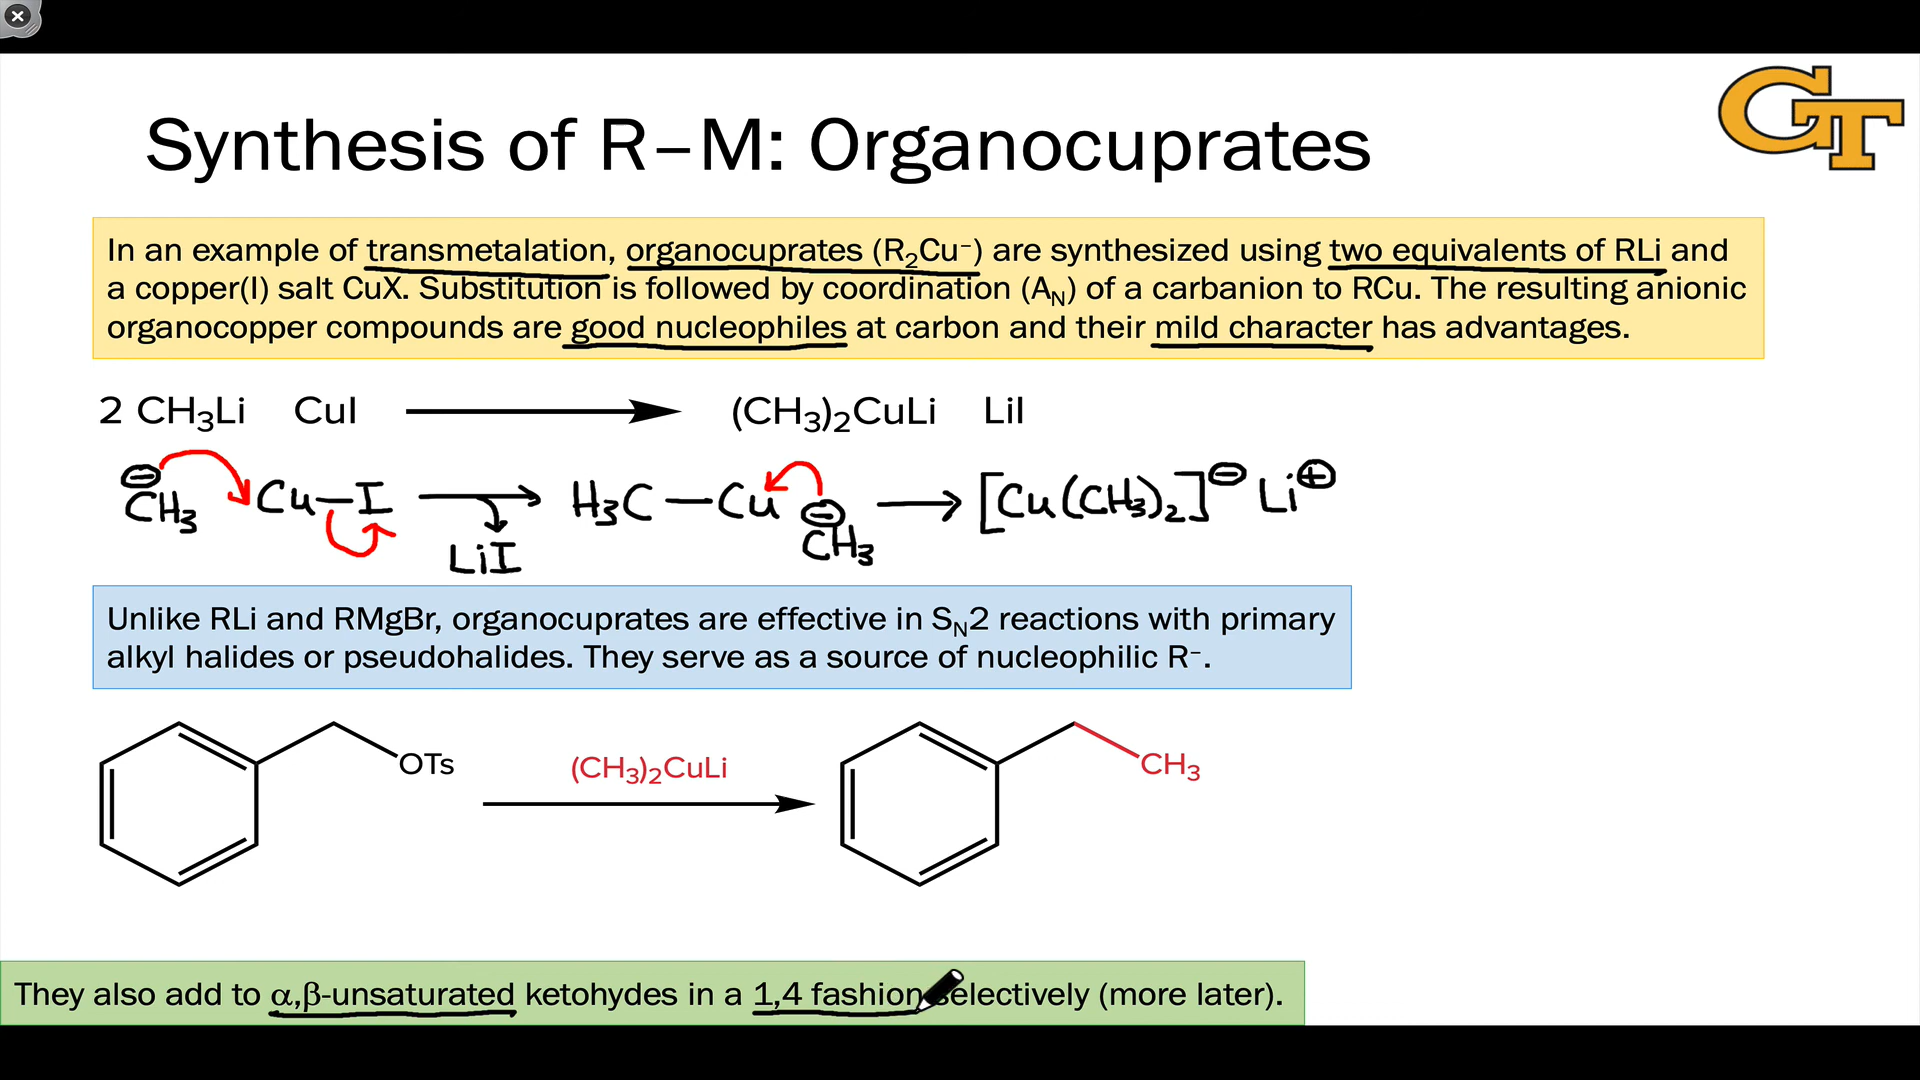 GT
Synthesis of R–M: Organocuprates
In an example of transmetalation, organocuprates (R₂Cu⁻) are synthesized using two equivalents of RLi and
a copper(I) salt CuX. Substitution is followed by coordination (Aₙ) of a carbanion to RCu. The resulting anionic
organocopper compounds are good nucleophiles at carbon and their mild character has advantages.
2 CH₃Li CuI (CH₃)₂CuLi LiI
⊖ CH₃ Cu–I H₃C–Cu ⊖ CH₃ [Cu(CH₃)₂]⊖ Li⊕
LiI
Unlike RLi and RMgBr, organocuprates are effective in Sₙ2 reactions with primary
alkyl halides or pseudohalides. They serve as a source of nucleophilic R⁻.
OTs (CH₃)₂CuLi CH₃
They also add to α,β-unsaturated ketohydes in a 1,4 fashion selectively (more later).